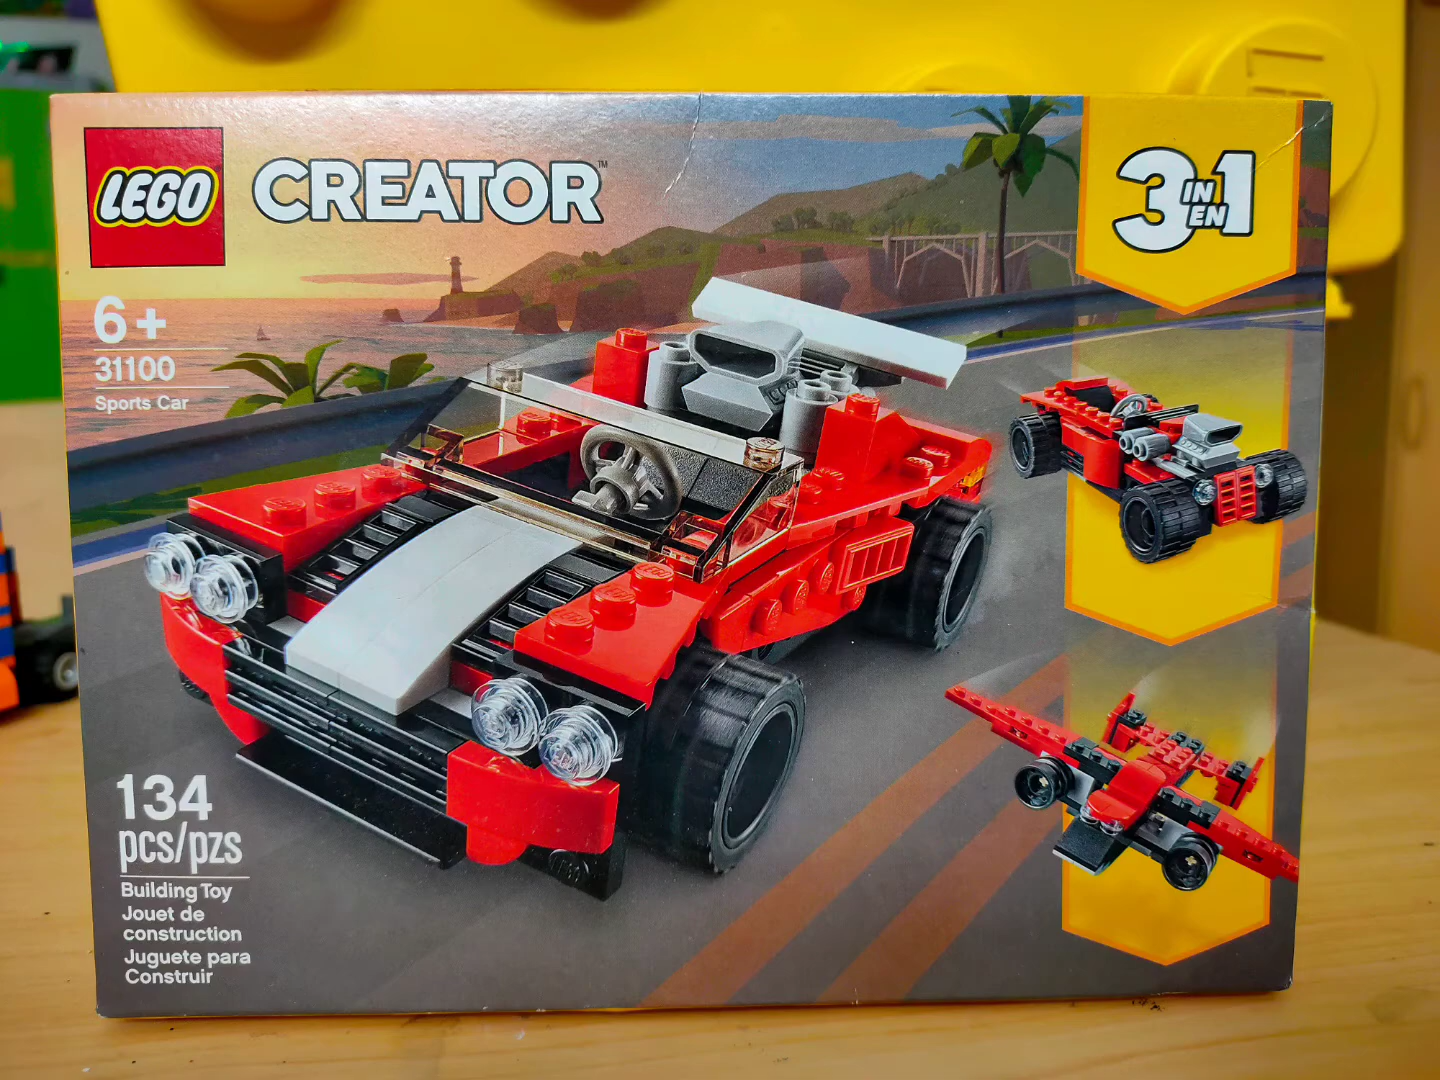 LEGO
CREATOR™
3 IN EN 1
6+
31100
Sports Car
134
pcs/pzs
Building Toy
Jouet de
construction
Juguete para
Construir